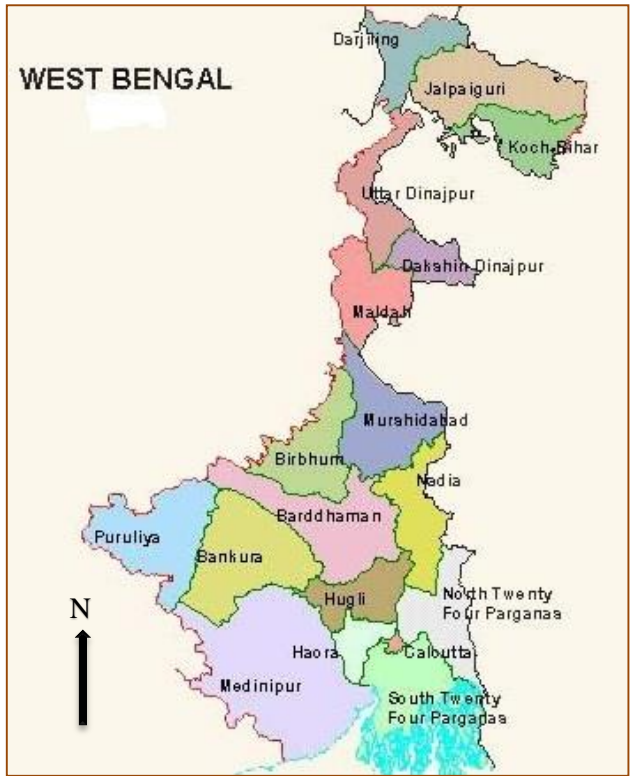 Darjiling
WEST BENGAL
Jalpaiguri
Koch Bihar
Uttar Dinajpur
Dakshin Dinajpur
Maldah
Murshidabad
Birbhum
Nadia
Barddhaman
Puruliya
Bankura
North Twenty
Four Parganas
Hugli
N
Haora
Calcutta
Medinipur
South Twenty
Four Parganas